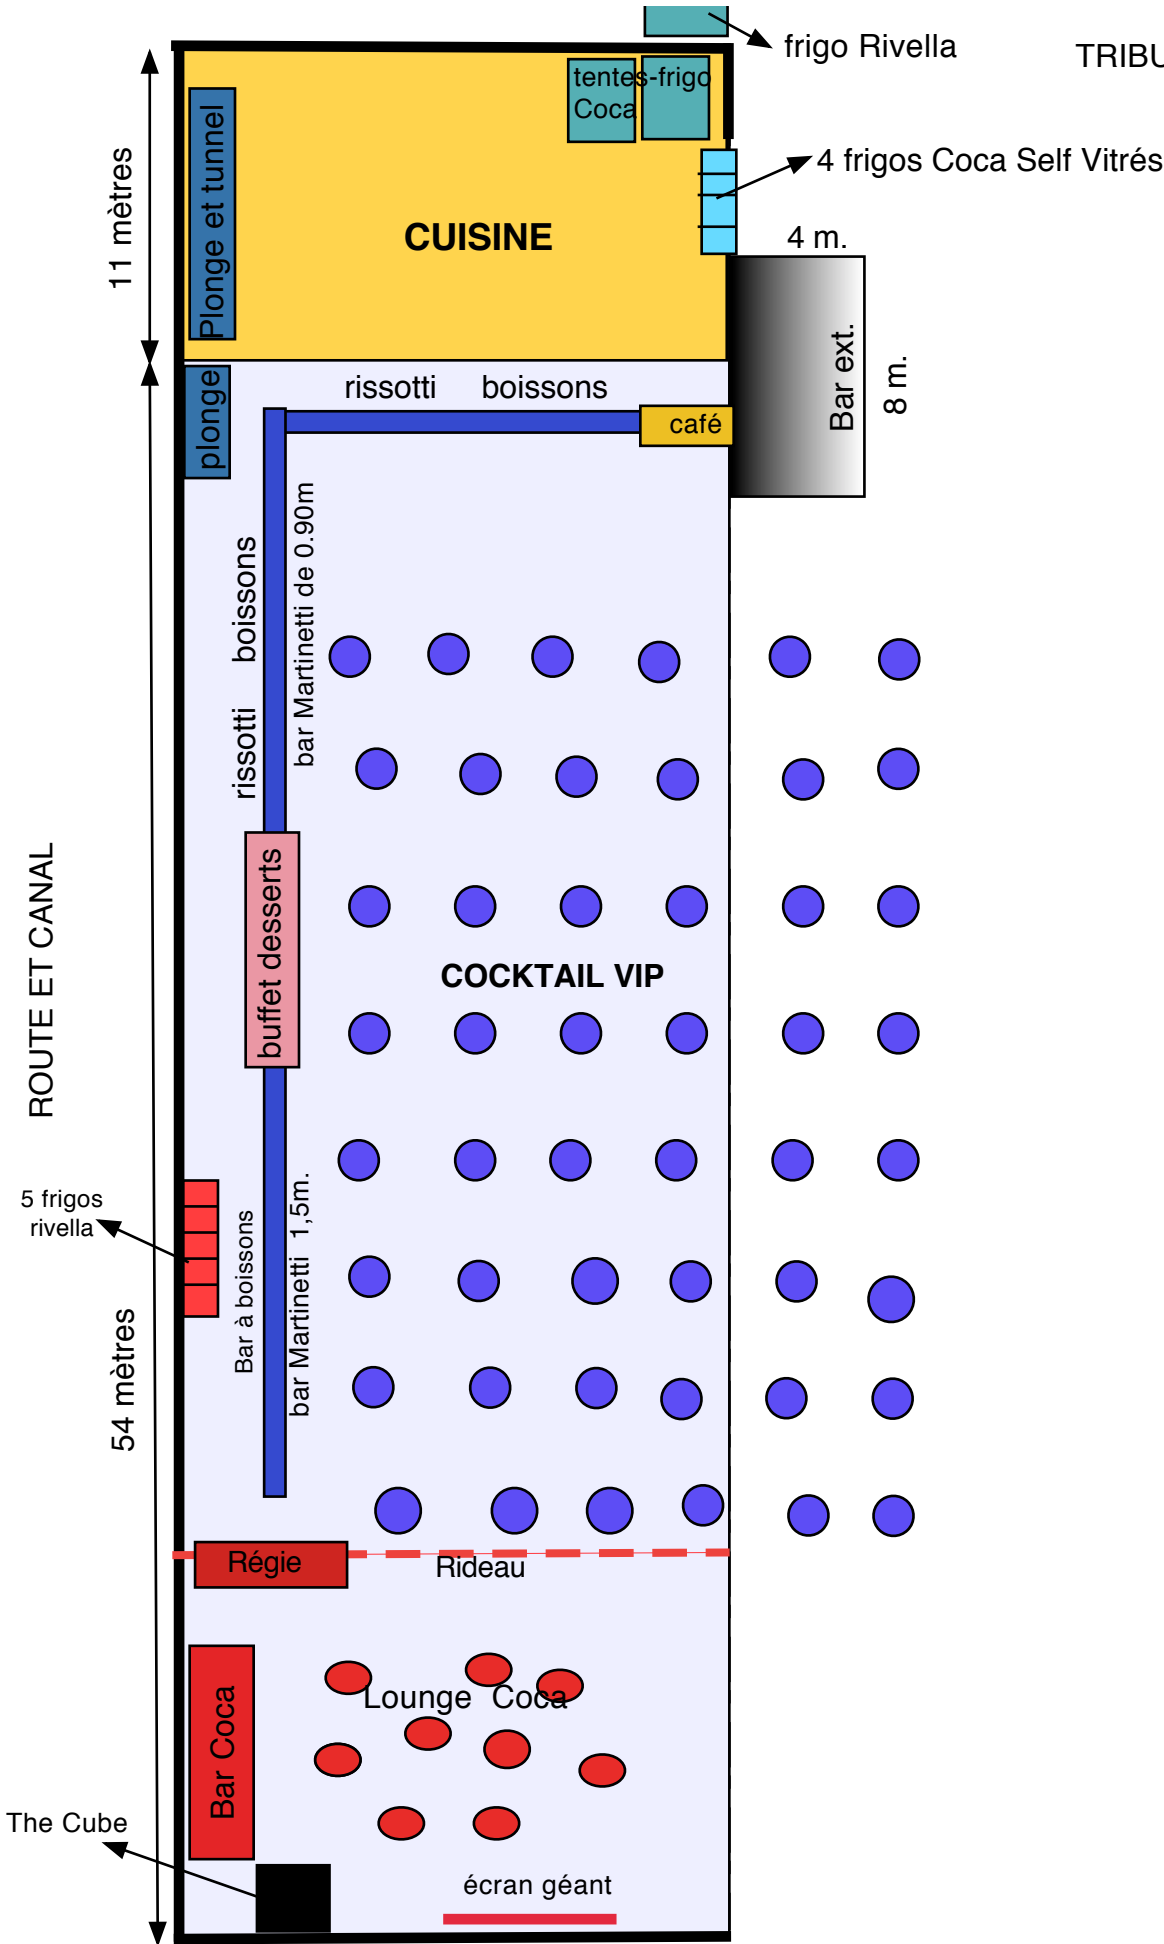 frigo Rivella
TRIBU
tentes-frigo
Coca
4 frigos Coca Self Vitrés
11 mètres
Plonge et tunnel
CUISINE
4 m.
Bar ext.
8 m.
plonge
rissotti boissons
café
rissotti boissons
bar Martinetti de 0.90m
buffet desserts
COCKTAIL VIP
ROUTE ET CANAL
5 frigos
rivella
Bar à boissons
bar Martinetti 1,5m.
54 mètres
Régie
Rideau
Bar Coca
Lounge Coca
The Cube
écran géant